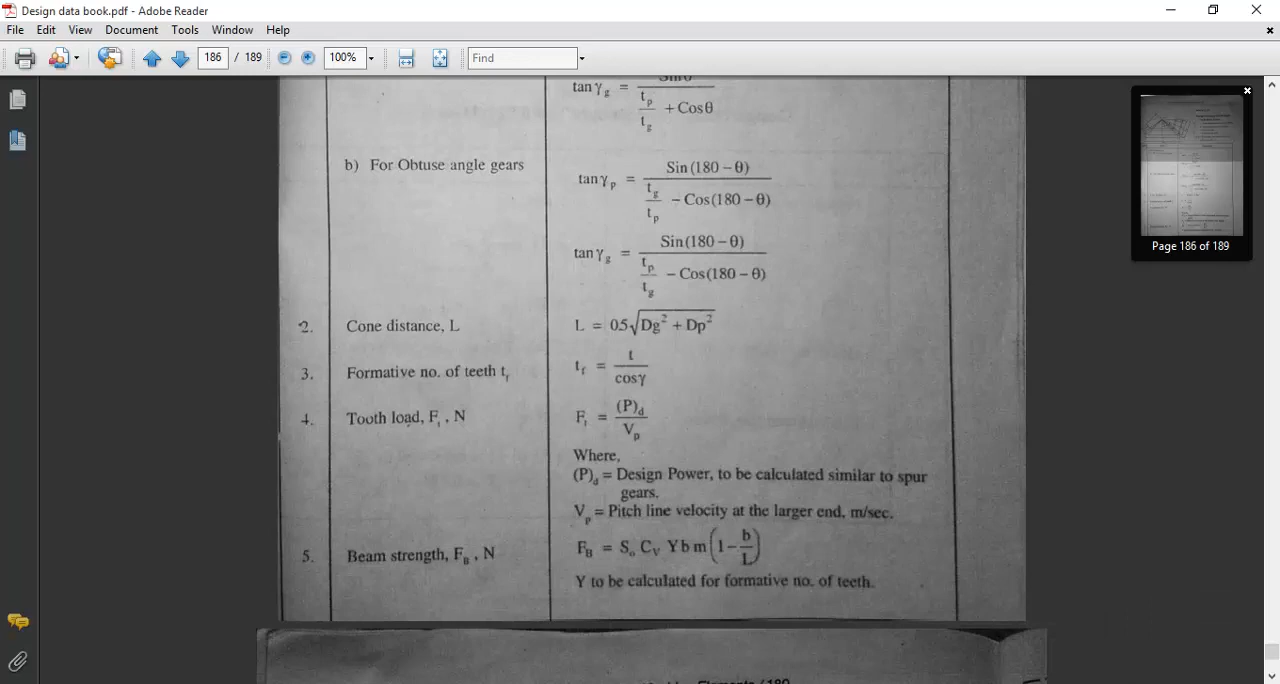 Design data book.pdf - Adobe Reader
File Edit View Document Tools Window Help
186 / 189 100% Find
tan γg = Sinθ / (tp/tg + Cosθ)
b) For Obtuse angle gears
tan γp = Sin (180 – θ) / (tg/tp – Cos(180 – θ))
tan γg = Sin(180 – θ) / (tp/tg – Cos(180 – θ))
2. Cone distance, L L = 0.5√(Dg² + Dp²)
3. Formative no. of teeth tf tf = t / cosγ
4. Tooth load, Ft , N Ft = (P)d / Vp
Where,
(P)d = Design Power, to be calculated similar to spur
gears.
Vp = Pitch line velocity at the larger end, m/sec.
5. Beam strength, FB , N FB = So CV Y b m (1 – b/L)
Y to be calculated for formative no. of teeth.
Page 186 of 189